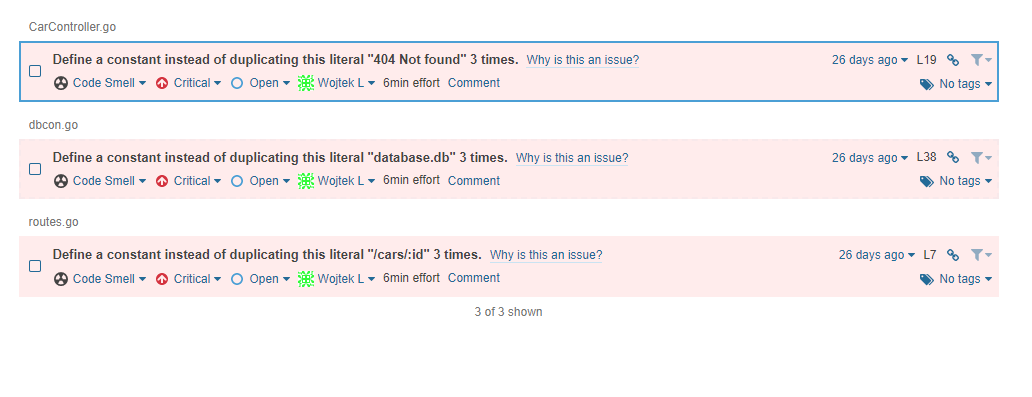 CarController.go
Define a constant instead of duplicating this literal "404 Not found" 3 times. Why is this an issue? 26 days ago L19
Code Smell Critical Open Wojtek L 6min effort Comment No tags
dbcon.go
Define a constant instead of duplicating this literal "database.db" 3 times. Why is this an issue? 26 days ago L38
Code Smell Critical Open Wojtek L 6min effort Comment No tags
routes.go
Define a constant instead of duplicating this literal "/cars/:id" 3 times. Why is this an issue? 26 days ago L7
Code Smell Critical Open Wojtek L 6min effort Comment No tags
3 of 3 shown